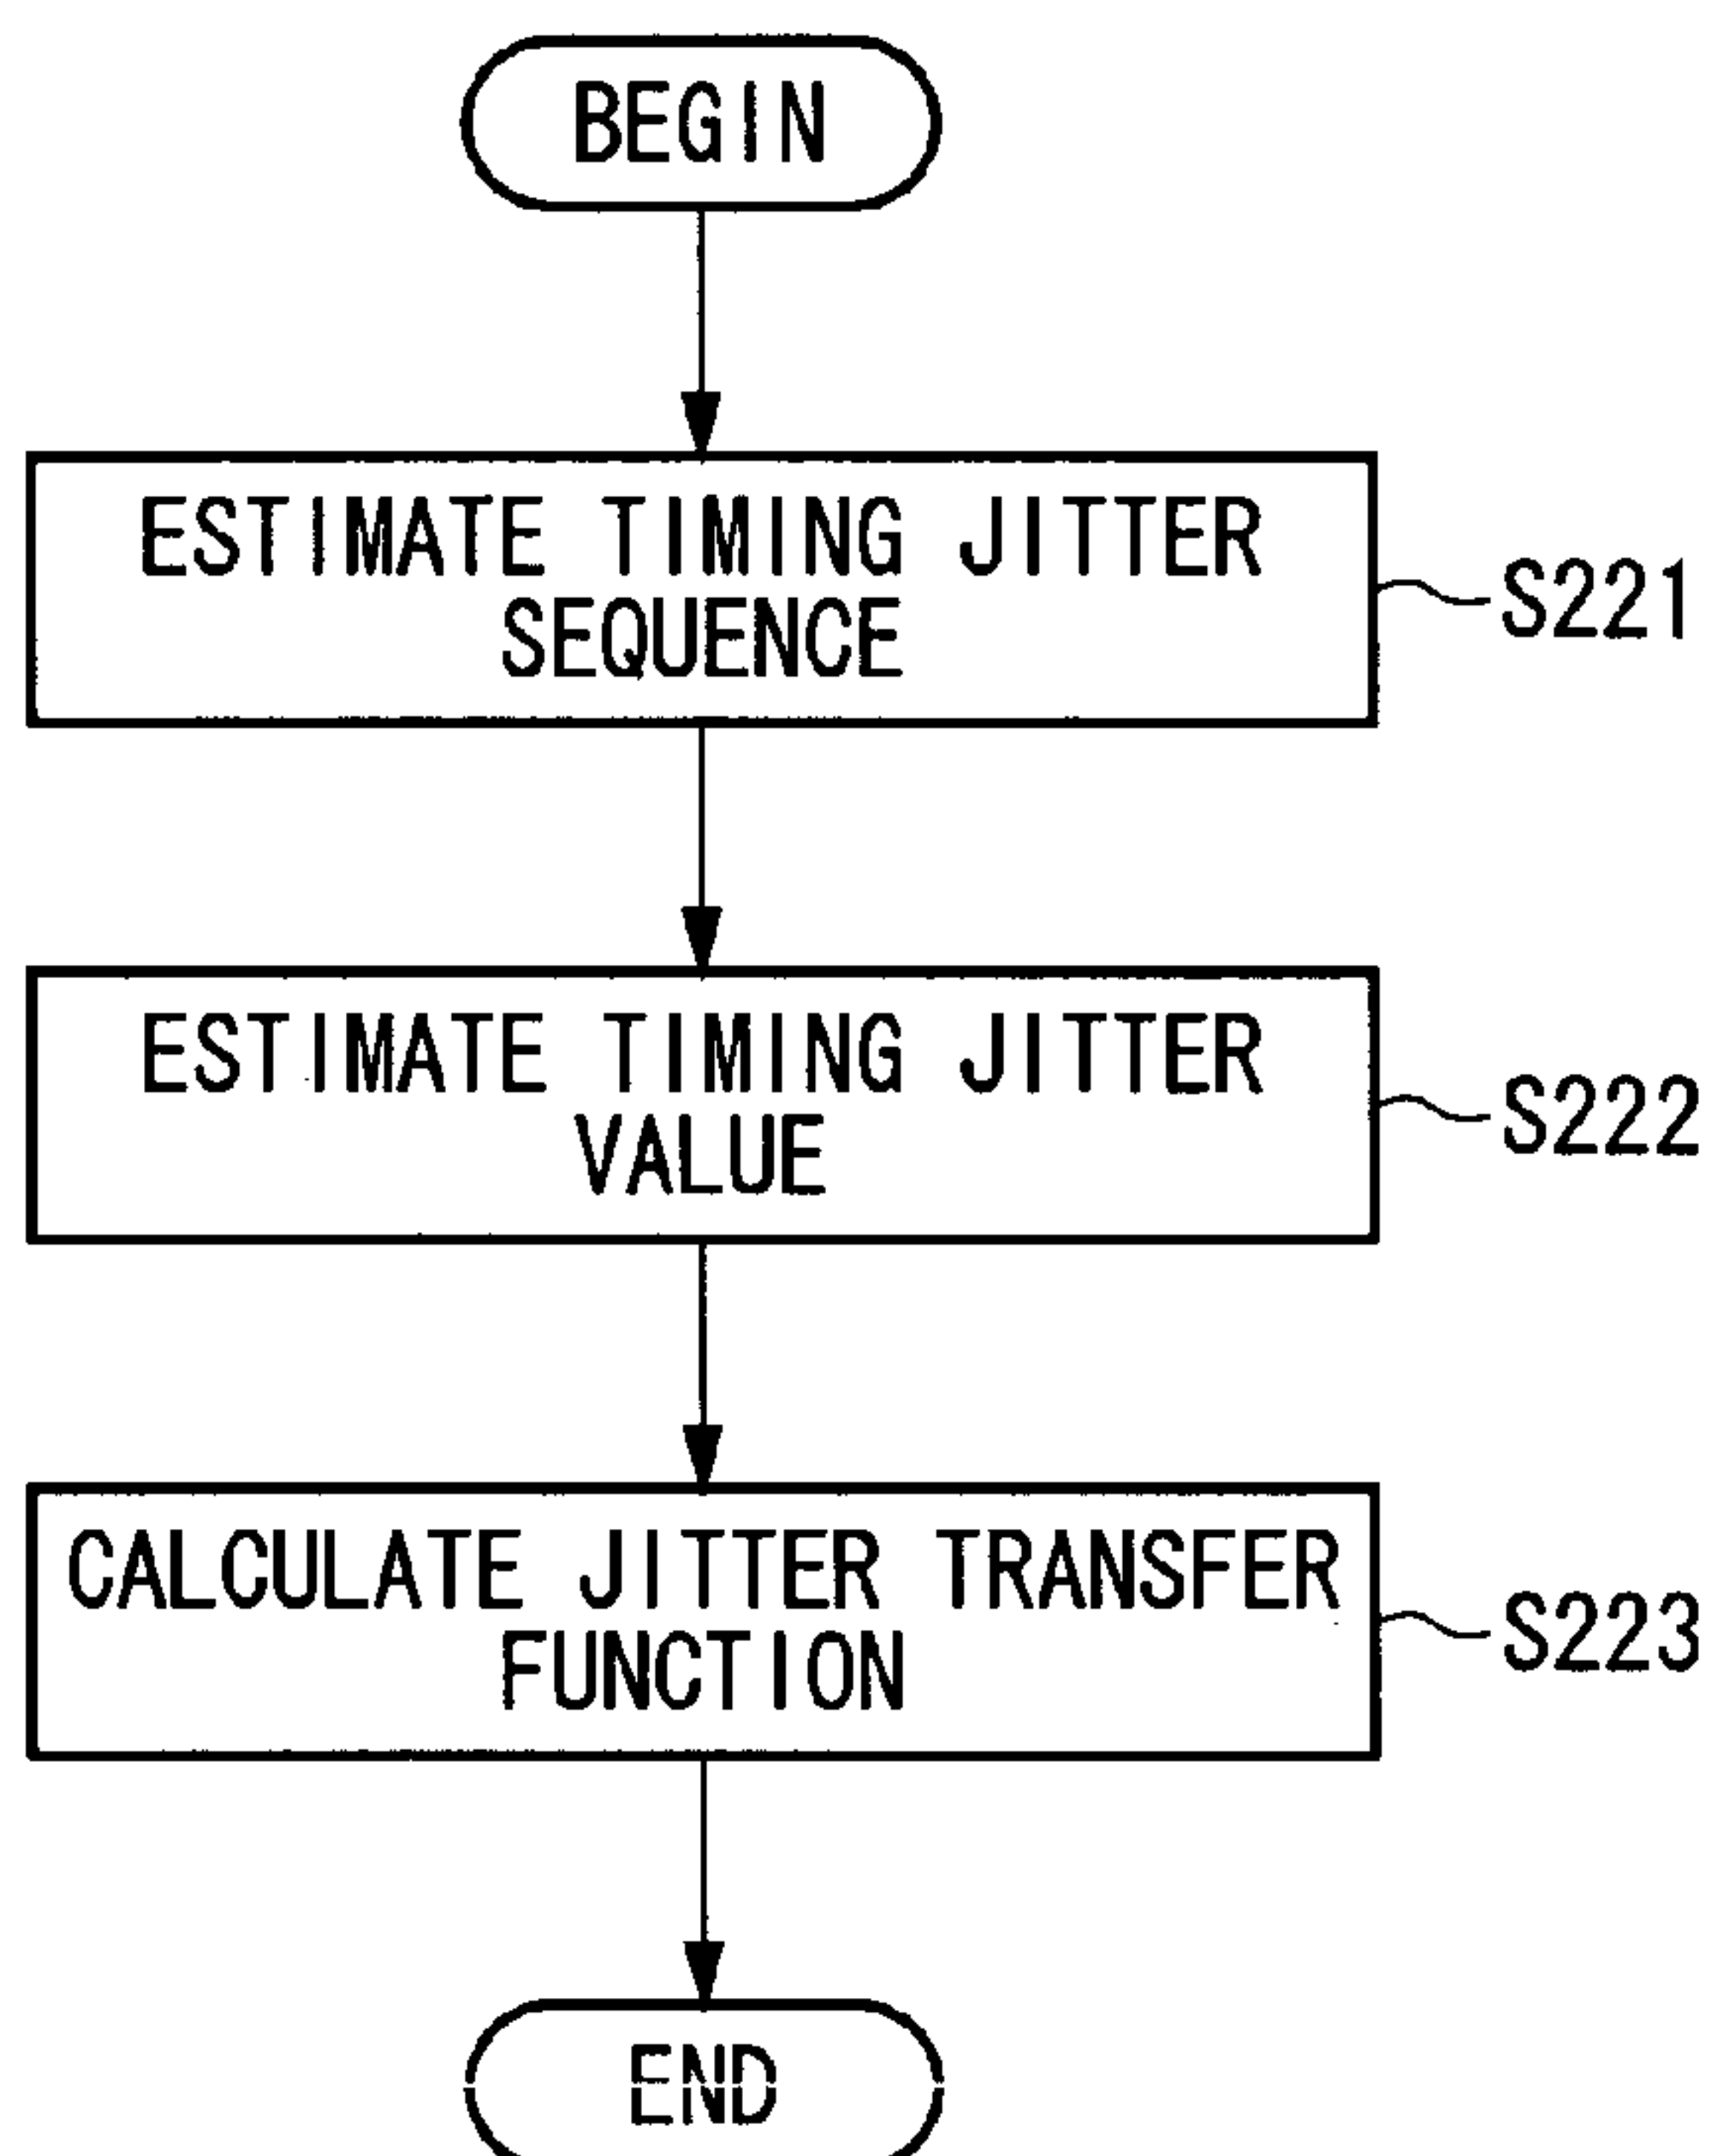 BEGIN
ESTIMATE TIMING JITTER
SEQUENCE
S221
ESTIMATE TIMING JITTER
VALUE
S222
CALCULATE JITTER TRANSFER
FUNCTION
S223
END